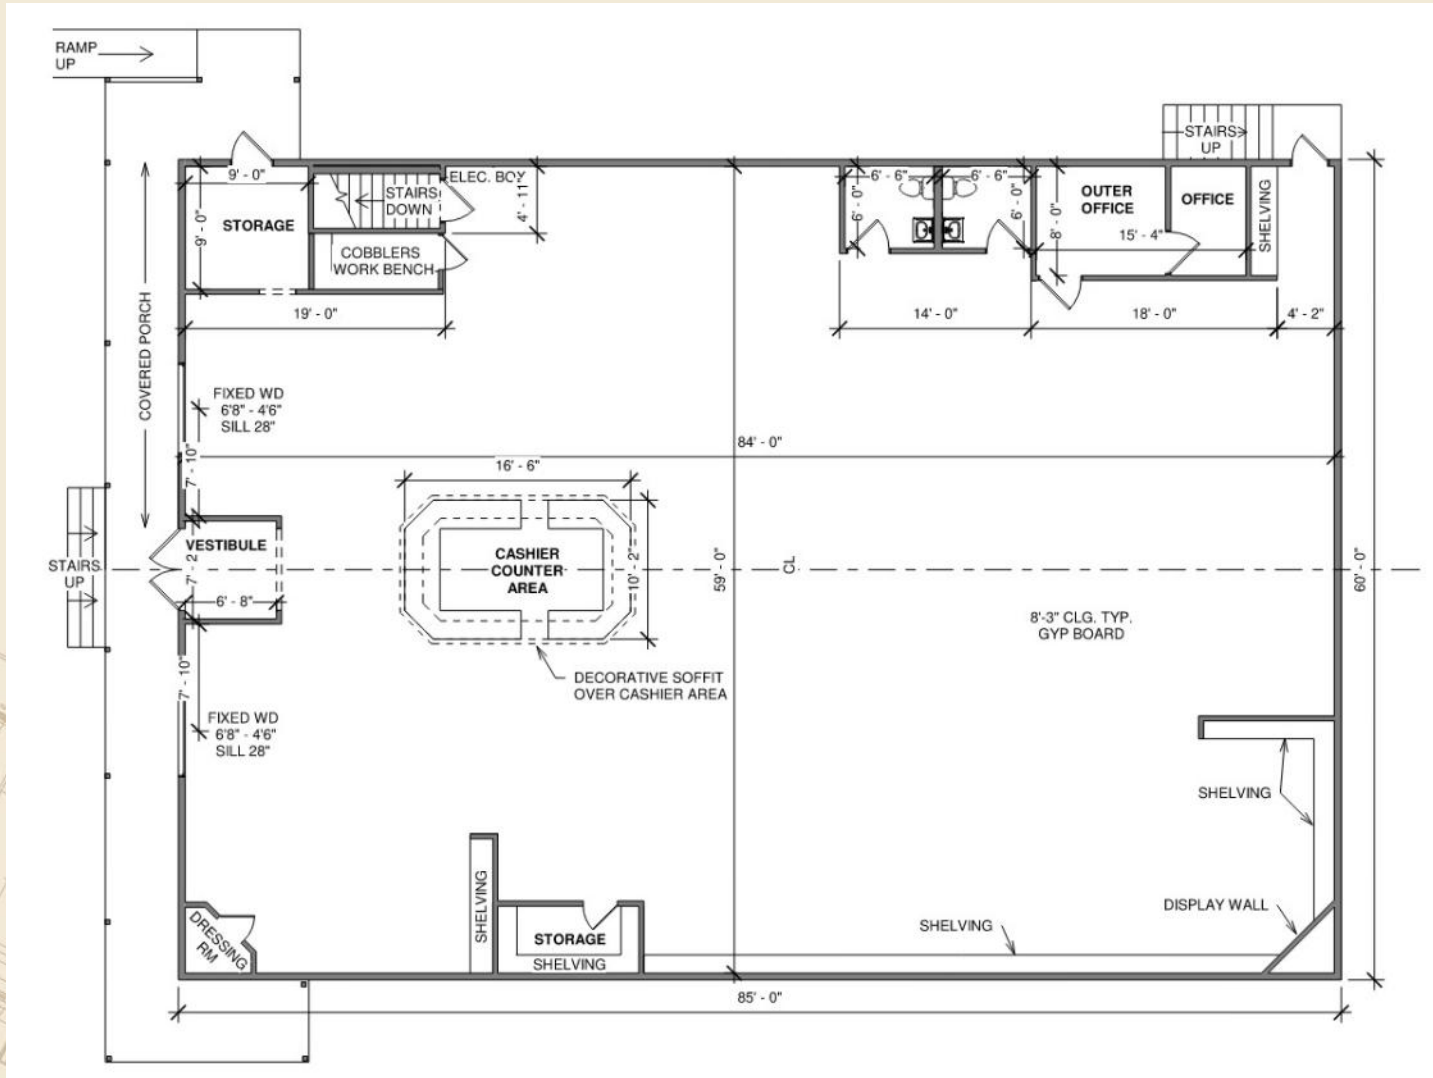 RAMP
UP
STAIRS
UP
9' - 0"
ELEC. BOX
STAIRS
DOWN
4' - 11"
9' - 0"
STORAGE
COBBLERS
WORK BENCH
19' - 0"
6' - 6"
6' - 6"
6' - 0"
6' - 0"
8' - 0"
OUTER
OFFICE
OFFICE
15' - 4"
SHELVING
14' - 0"
18' - 0"
4' - 2"
COVERED PORCH
FIXED WD
6'8" - 4'6"
SILL 28"
7' - 10"
84' - 0"
16' - 6"
STAIRS
UP
VESTIBULE
7' - 2
6' - 8"
CASHIER
COUNTER
AREA
10' - 2"
59' - 0"
CL
60' - 0"
8'-3" CLG. TYP.
GYP BOARD
DECORATIVE SOFFIT
OVER CASHIER AREA
7' - 10"
FIXED WD
6'8" - 4'6"
SILL 28"
SHELVING
DISPLAY WALL
SHELVING
DRESSING
RM
SHELVING
STORAGE
SHELVING
85' - 0"